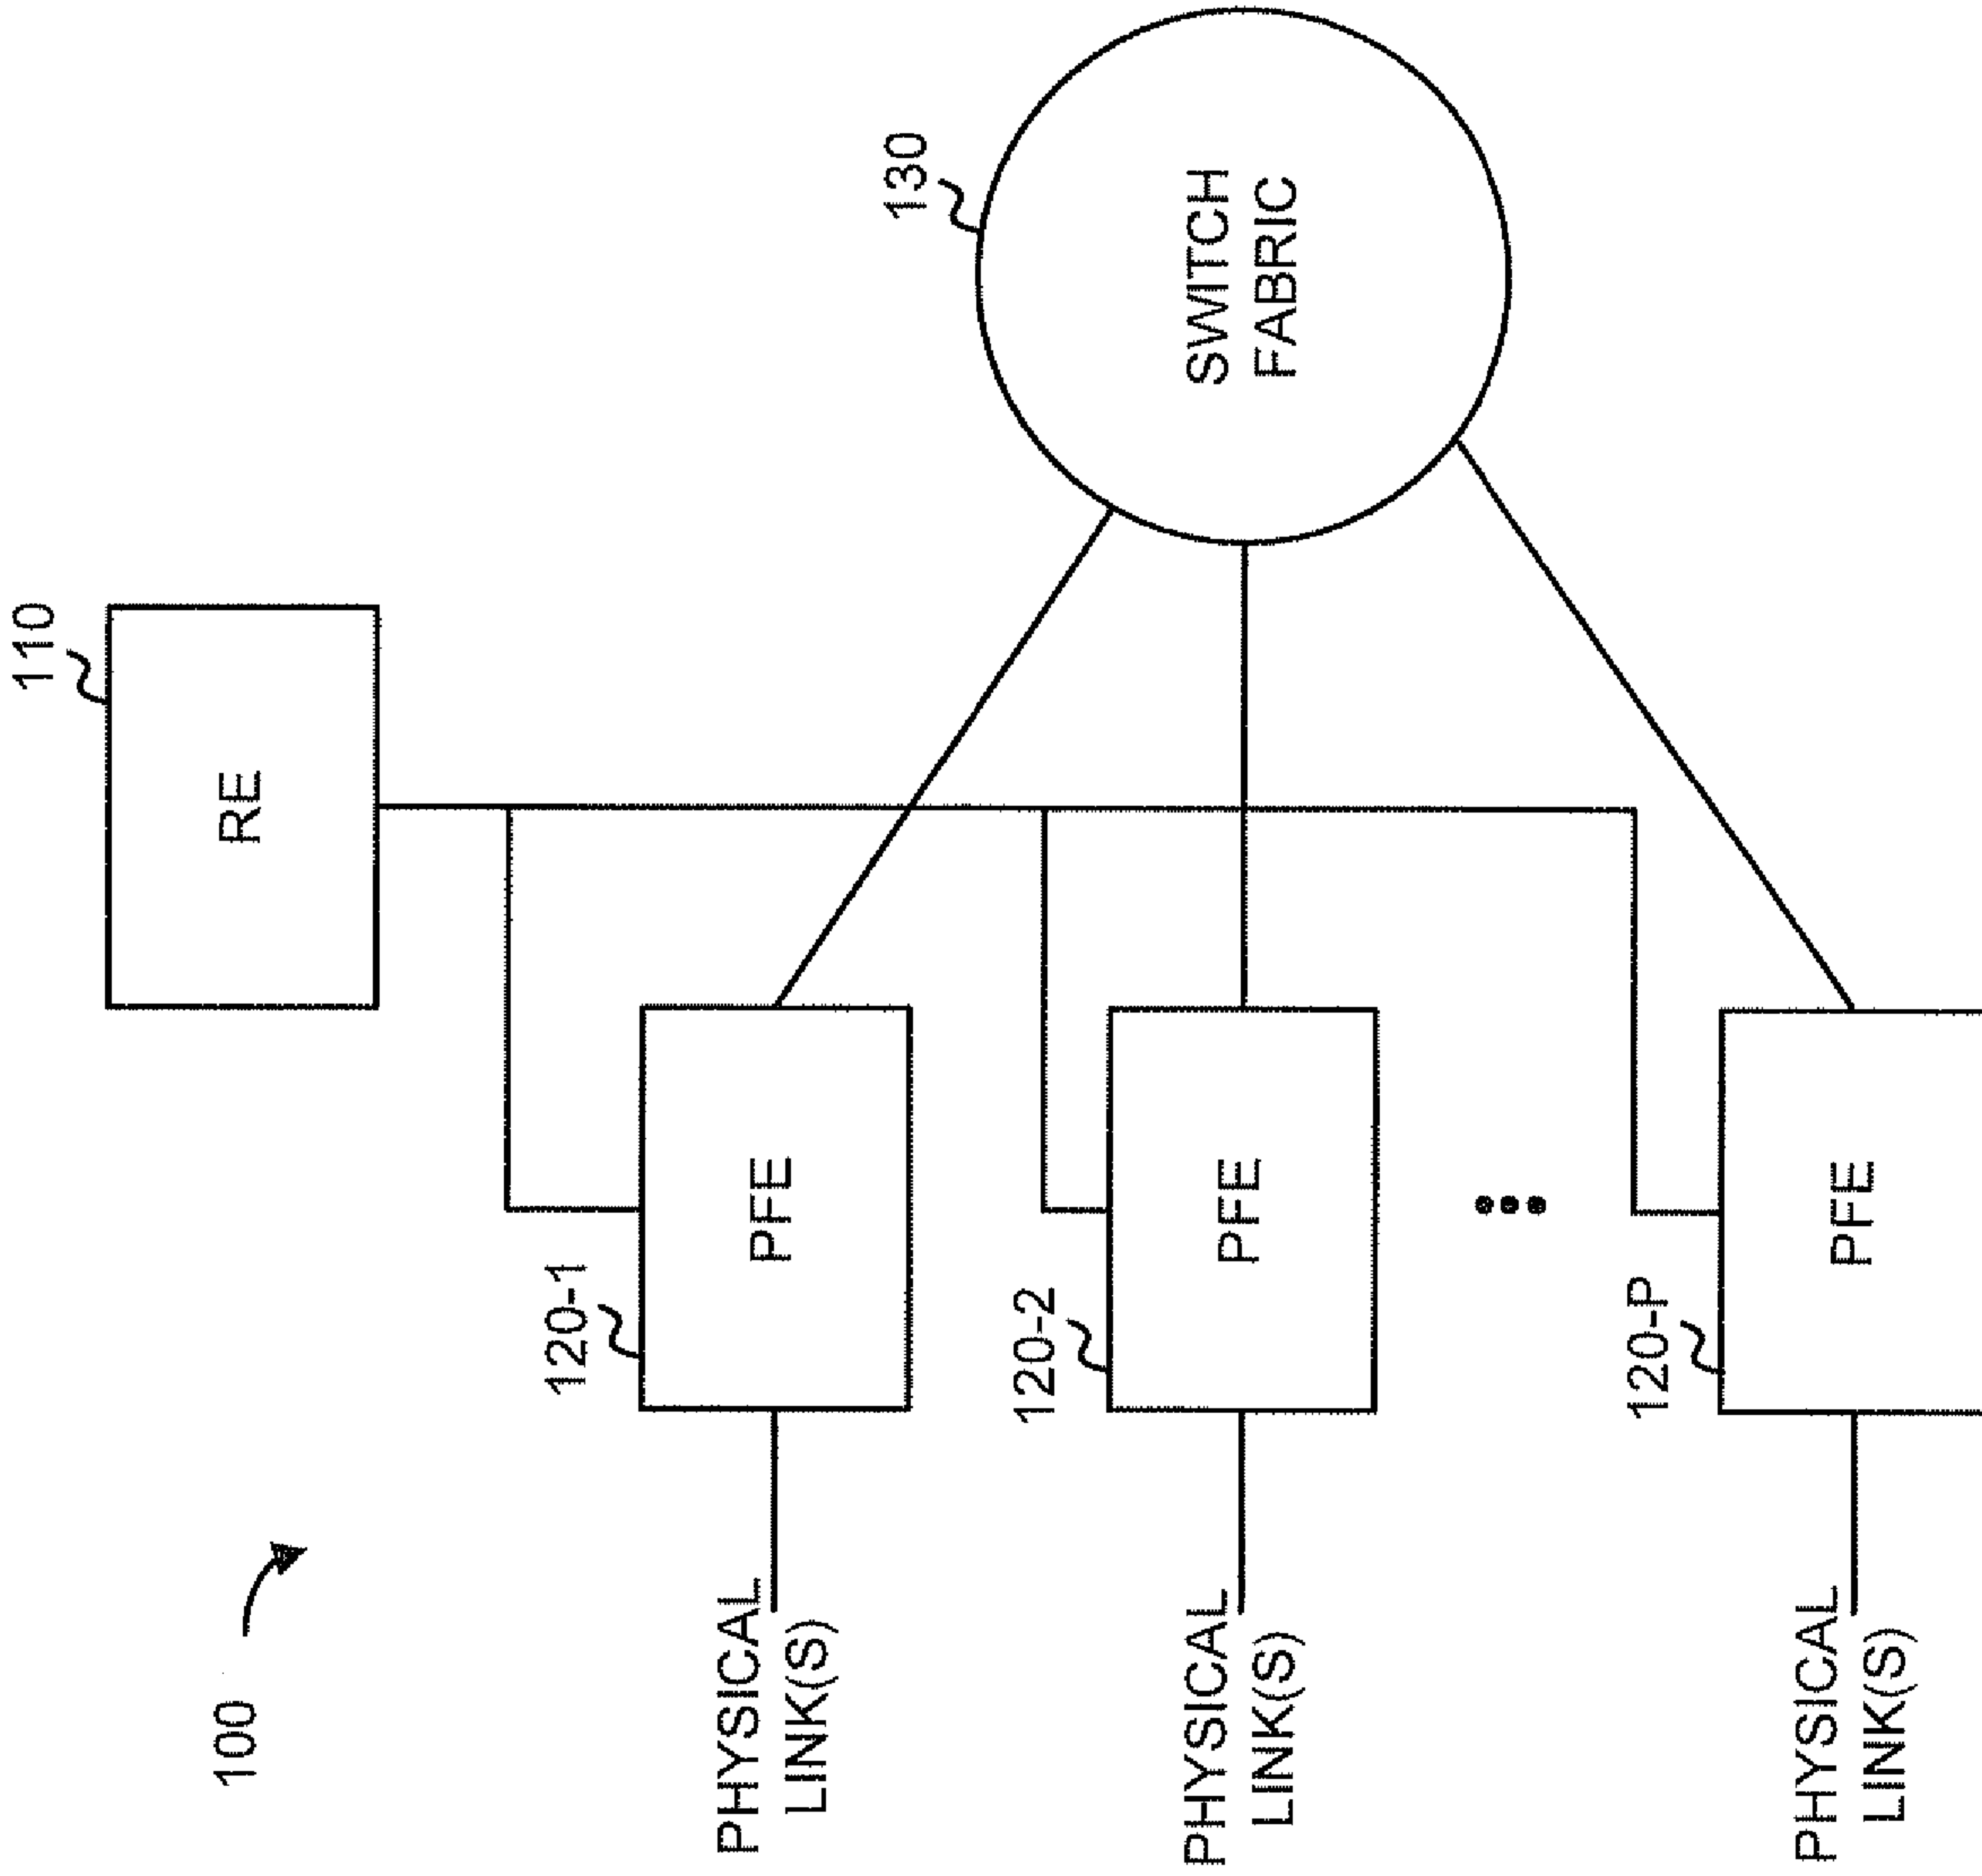 100
RE
110
PHYSICAL
LINK(S)
120-1
PFE
PHYSICAL
LINK(S)
120-2
PFE
130
SWITCH
FABRIC
PHYSICAL
LINK(S)
120-P
PFE